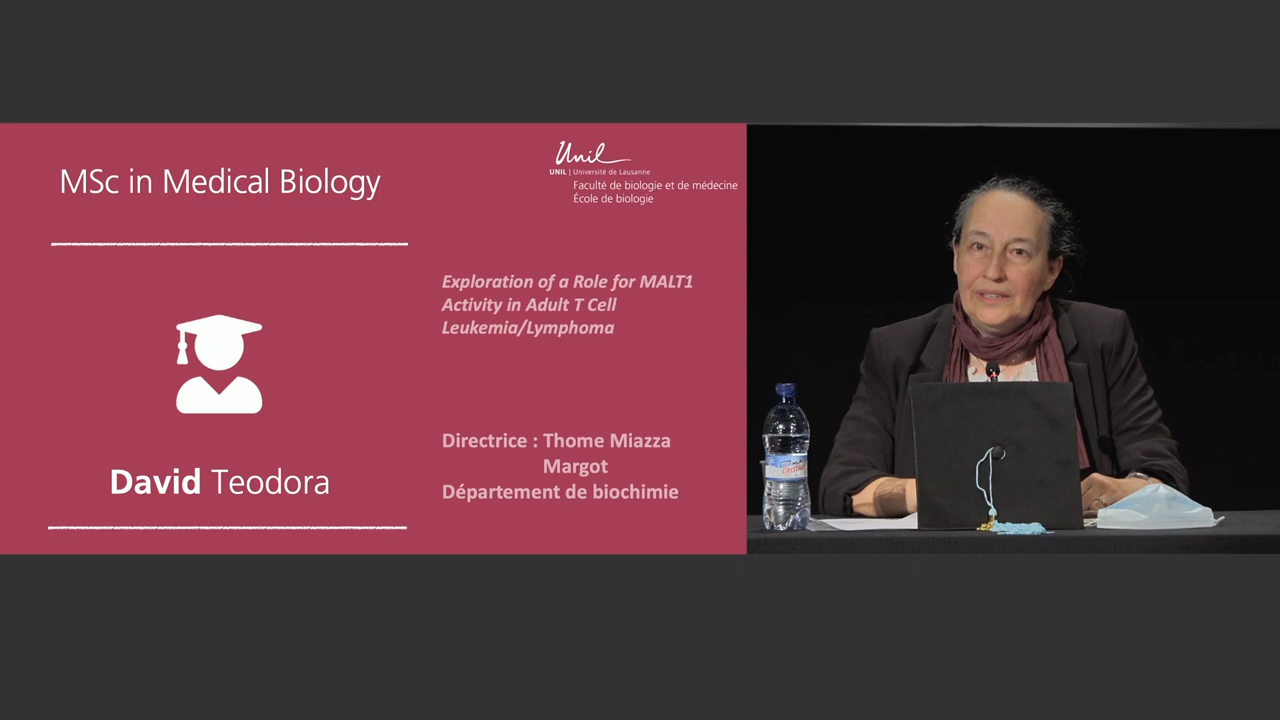 MSc in Medical Biology
Unil
UNIL | Université de Lausanne
Faculté de biologie et de médecine
École de biologie
Exploration of a Role for MALT1
Activity in Adult T Cell
Leukemia/Lymphoma
David Teodora
Directrice : Thome Miazza
Margot
Département de biochimie